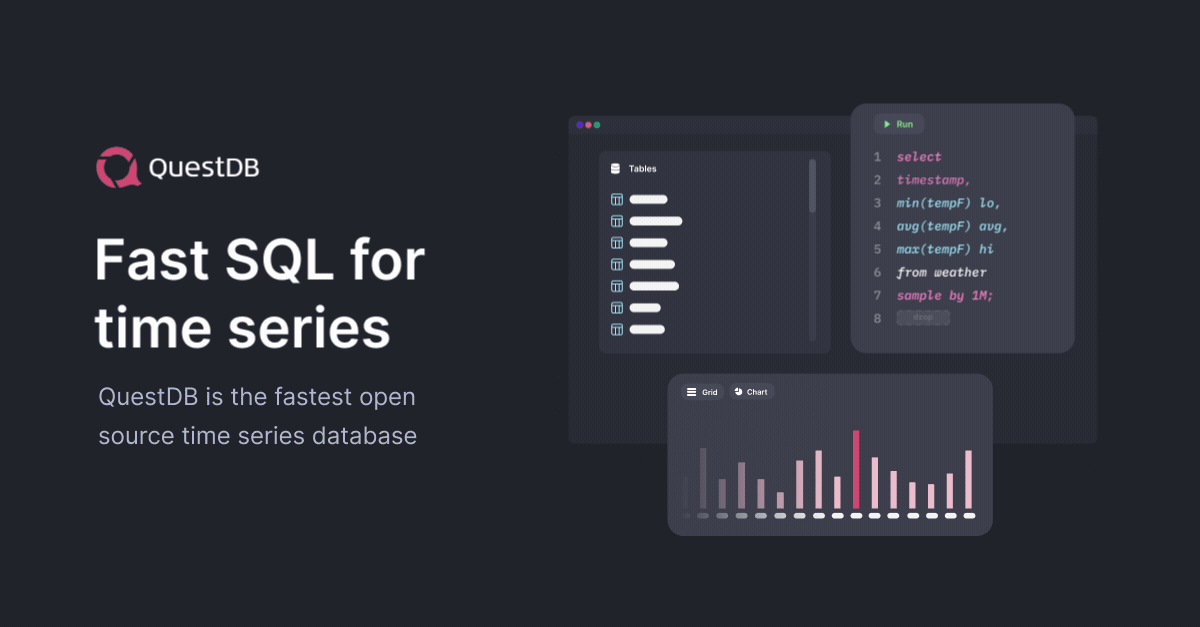 QuestDB
Fast SQL for
time series
QuestDB is the fastest open
source time series database
Tables
Run
1 select
2 timestamp,
3 min(tempF) lo,
4 avg(tempF) avg,
5 max(tempF) hi
6 from weather
7 sample by 1M;
8 drop
Grid
Chart